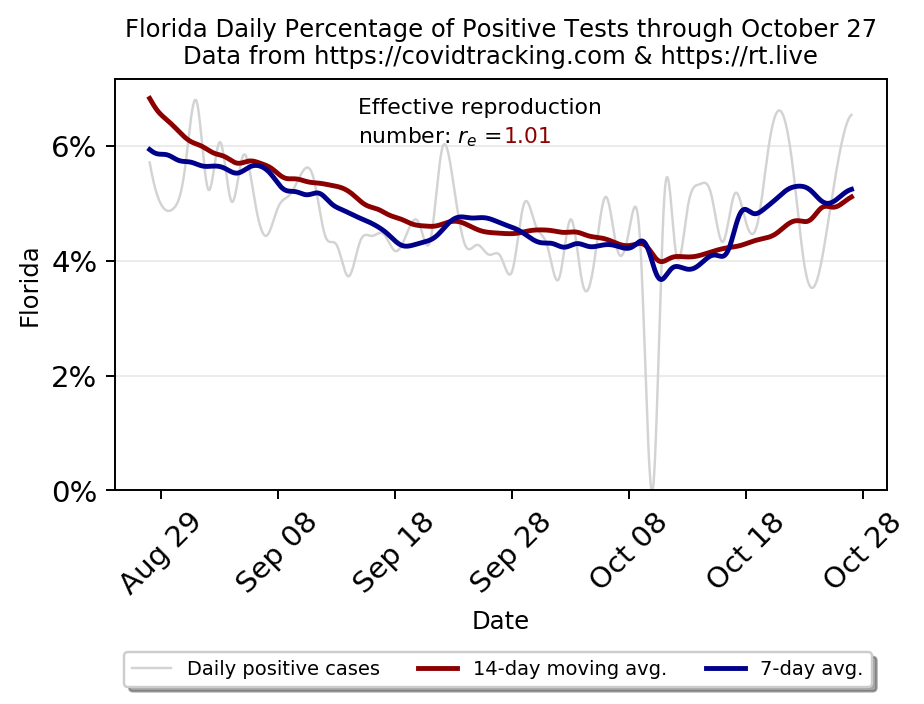 Florida Daily Percentage of Positive Tests through October 27
Data from https://covidtracking.com & https://rt.live
Effective reproduction
number: rₑ =1.01
6%
4%
2%
0%
Florida
Aug 29
Sep 08
Sep 18
Sep 28
Oct 08
Oct 18
Oct 28
Date
Daily positive cases
14-day moving avg.
7-day avg.